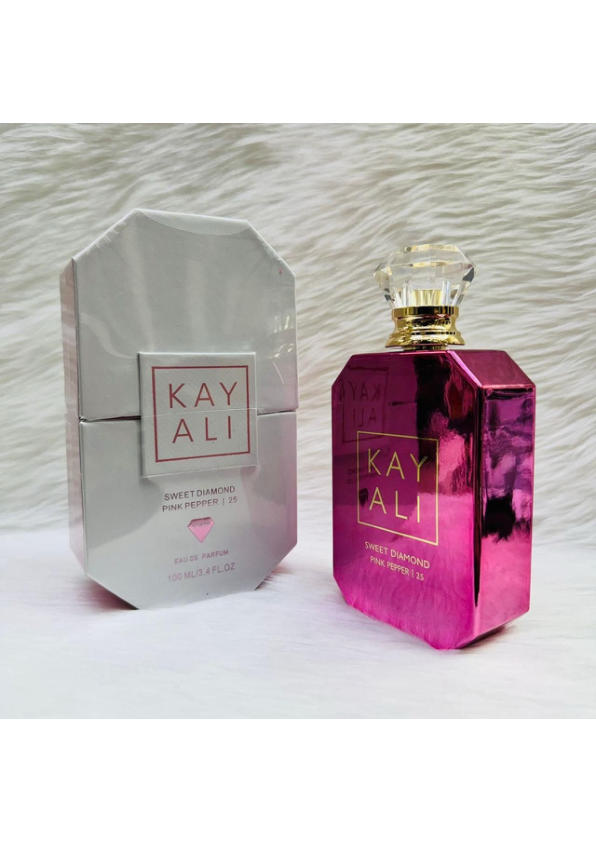 KAY
ALI
SWEET DIAMOND
PINK PEPPER | 25
EAU DE PARFUM
100 ML/3.4 FL.OZ
KAY
ALI
SWEET DIAMOND
PINK PEPPER | 25